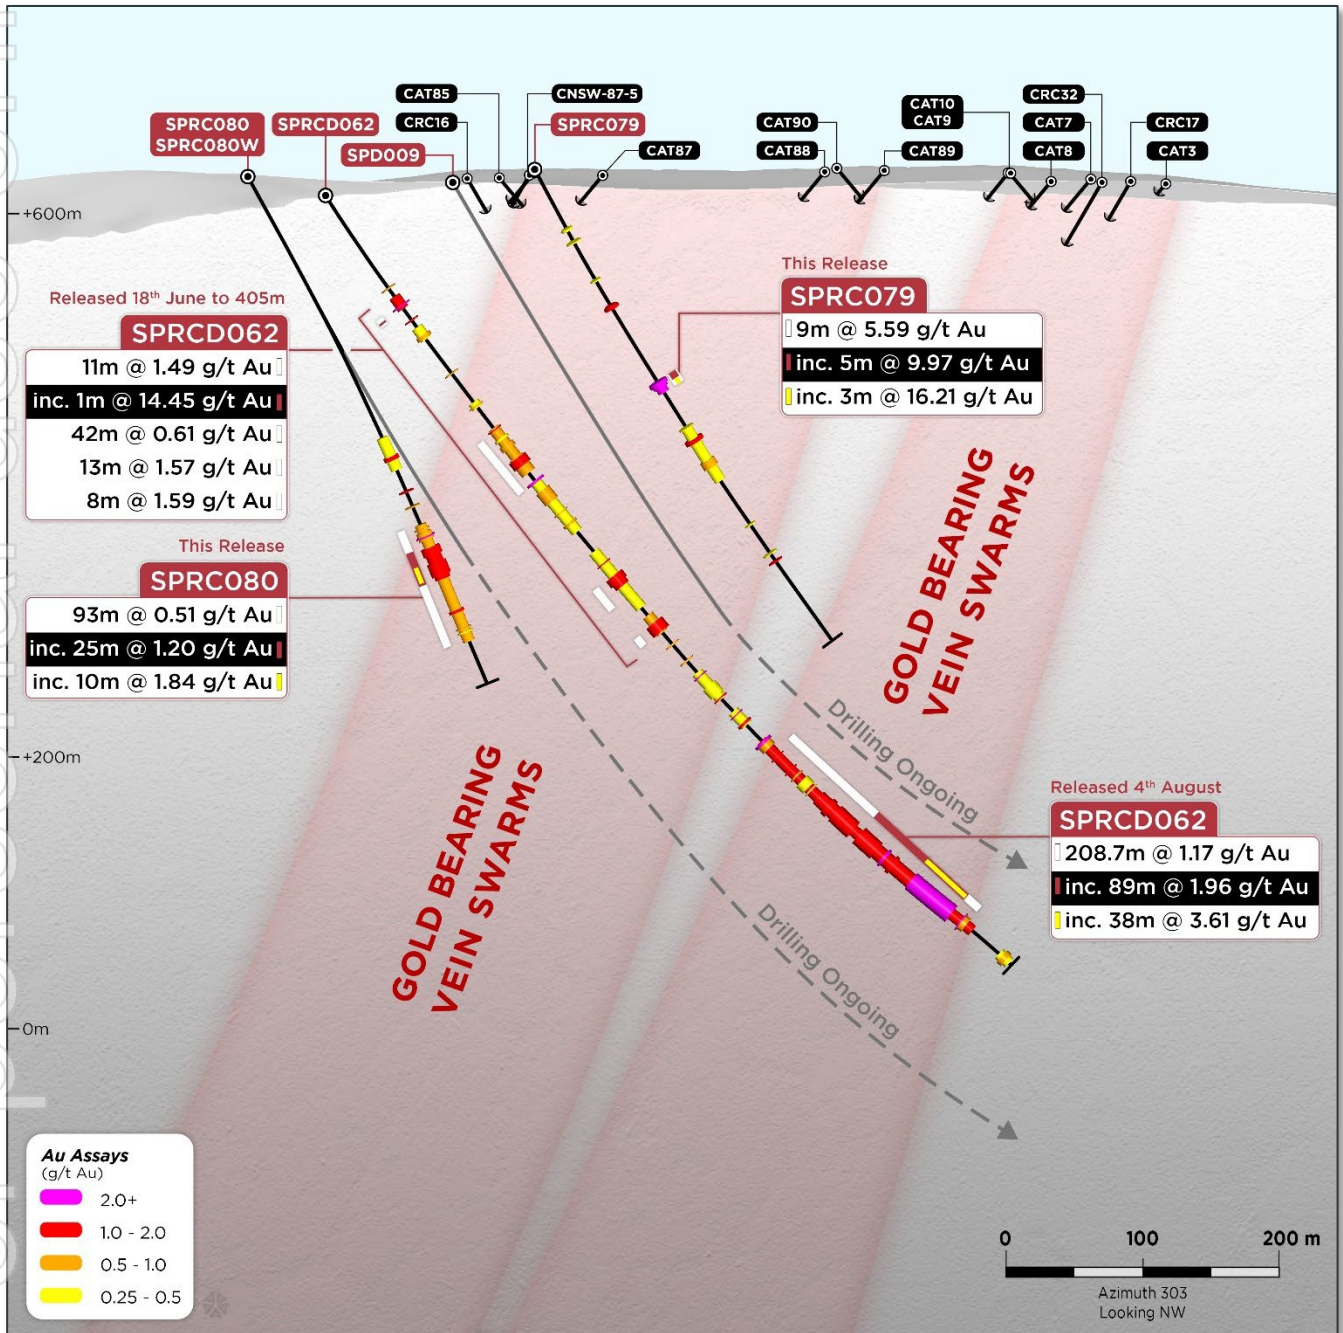 CAT85
CNSW-87-5
CRC16
SPRC080
SPRC080W
SPRCD062
SPRC079
SPD009
CAT87
CAT90
CAT88
CAT10
CAT9
CAT89
CRC32
CAT7
CAT8
CRC17
CAT3
+600m
Released 18th June to 405m
SPRCD062
11m @ 1.49 g/t Au
inc. 1m @ 14.45 g/t Au
42m @ 0.61 g/t Au
13m @ 1.57 g/t Au
8m @ 1.59 g/t Au
This Release
SPRC079
9m @ 5.59 g/t Au
inc. 5m @ 9.97 g/t Au
inc. 3m @ 16.21 g/t Au
This Release
SPRC080
93m @ 0.51 g/t Au
inc. 25m @ 1.20 g/t Au
inc. 10m @ 1.84 g/t Au
GOLD BEARING
VEIN SWARMS
+200m
GOLD BEARING
VEIN SWARMS
Drilling Ongoing
Drilling Ongoing
Released 4th August
SPRCD062
208.7m @ 1.17 g/t Au
inc. 89m @ 1.96 g/t Au
inc. 38m @ 3.61 g/t Au
0m
Au Assays
(g/t Au)
2.0+
1.0 - 2.0
0.5 - 1.0
0.25 - 0.5
0 100 200 m
Azimuth 303
Looking NW